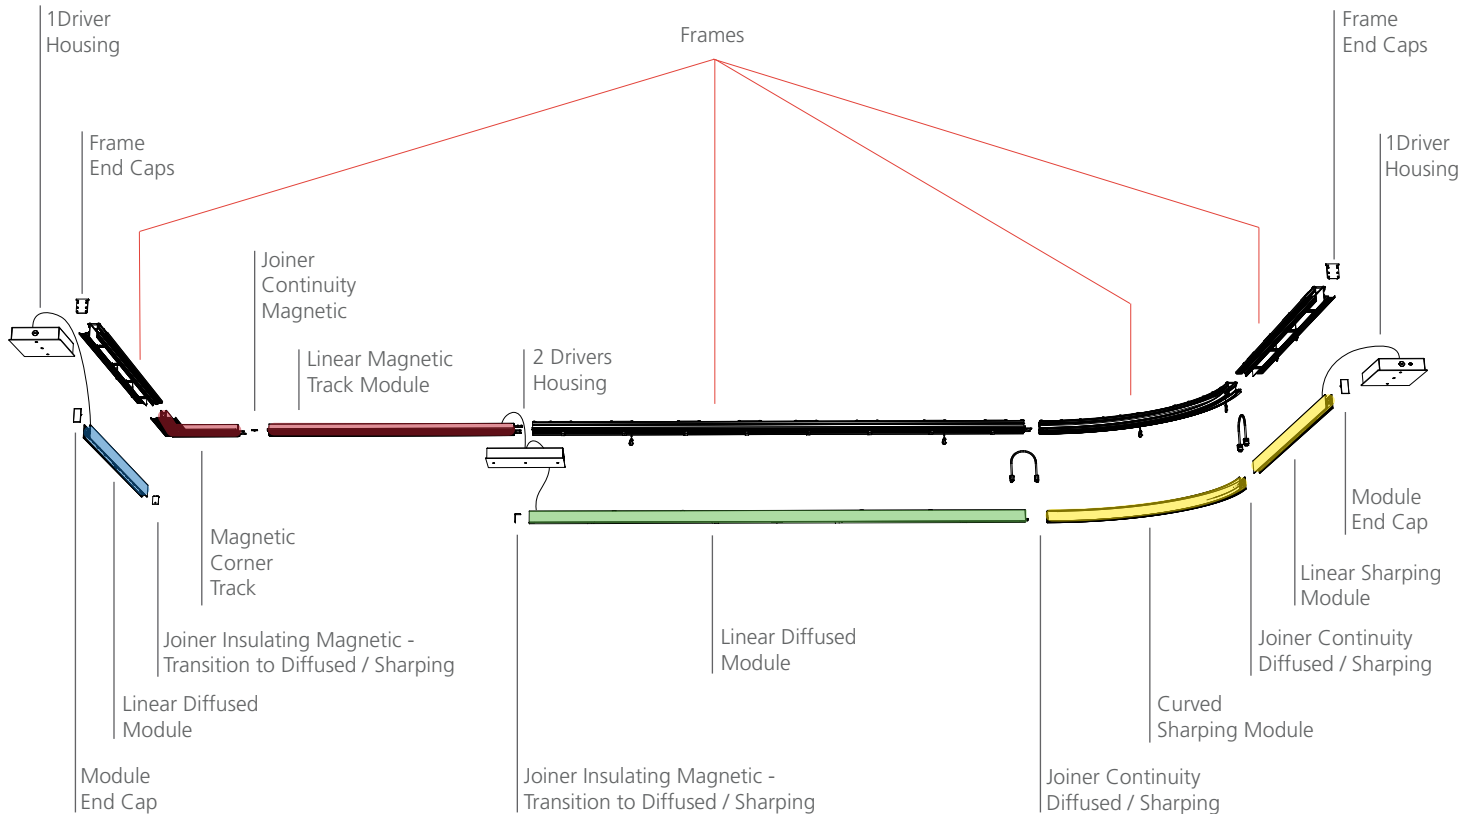 1Driver
Housing
Frames
Frame
End Caps
Frame
End Caps
1Driver
Housing
Joiner
Continuity
Magnetic
Linear Magnetic
Track Module
2 Drivers
Housing
Magnetic
Corner
Track
Module
End Cap
Linear Sharping
Module
Joiner Insulating Magnetic -
Transition to Diffused / Sharping
Linear Diffused
Module
Joiner Continuity
Diffused / Sharping
Linear Diffused
Module
Curved
Sharping Module
Module
End Cap
Joiner Insulating Magnetic -
Transition to Diffused / Sharping
Joiner Continuity
Diffused / Sharping